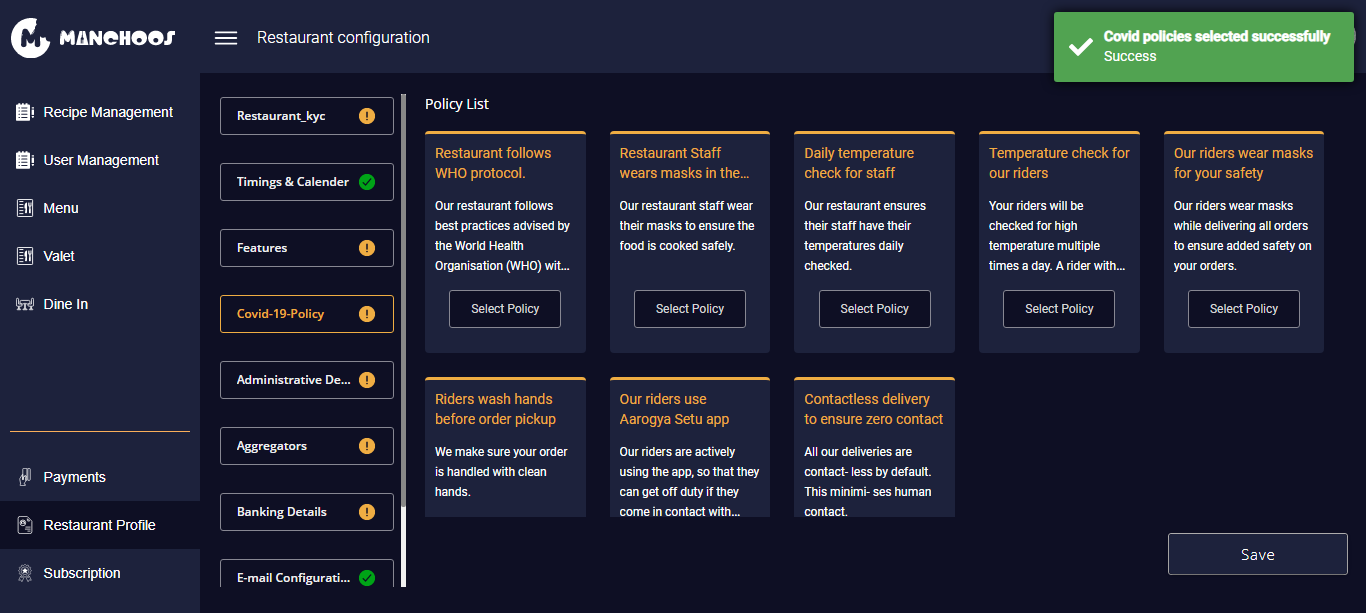 MANCHOOS
Restaurant configuration
Covid policies selected successfully
Success
Recipe Management
User Management
Menu
Valet
Dine In
Payments
Restaurant Profile
Subscription
Restaurant_kyc
Timings & Calender
Features
Covid-19-Policy
Administrative De...
Aggregators
Banking Details
E-mail Configurati...
Policy List
Restaurant follows
WHO protocol.
Our restaurant follows
best practices advised by
the World Health
Organisation (WHO) wit...
Select Policy
Restaurant Staff
wears masks in the...
Our restaurant staff wear
their masks to ensure the
food is cooked safely.
Select Policy
Daily temperature
check for staff
Our restaurant ensures
their staff have their
temperatures daily
checked.
Select Policy
Temperature check for
our riders
Your riders will be
checked for high
temperature multiple
times a day. A rider with...
Select Policy
Our riders wear masks
for your safety
Our riders wear masks
while delivering all orders
to ensure added safety on
your orders.
Select Policy
Riders wash hands
before order pickup
We make sure your order
is handled with clean
hands.
Our riders use
Aarogya Setu app
Our riders are actively
using the app, so that they
can get off duty if they
come in contact with...
Contactless delivery
to ensure zero contact
All our deliveries are
contact- less by default.
This minimi- ses human
contact.
Save